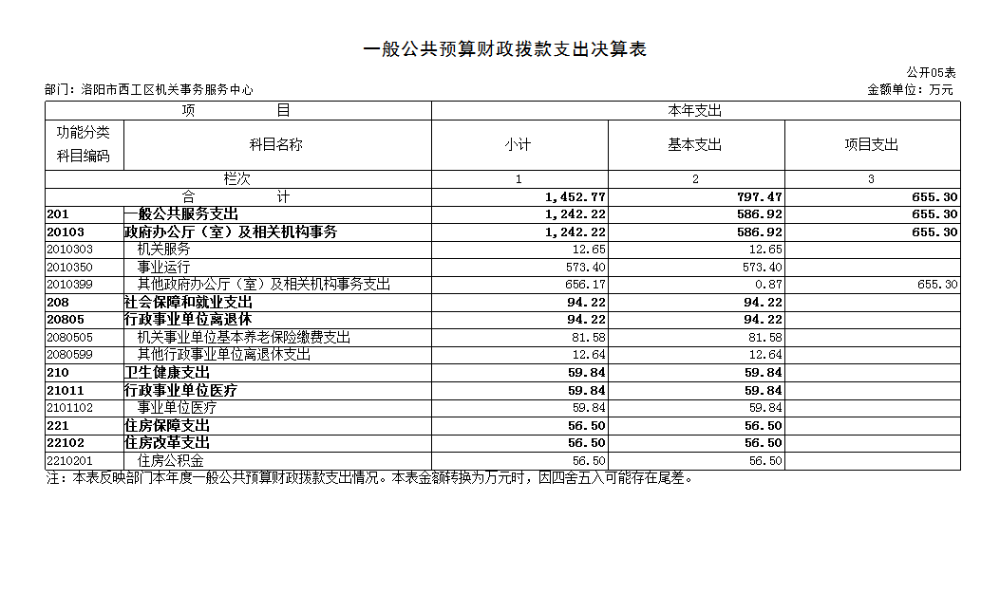 一般公共预算财政拨款支出决算表
公开05表
部门：洛阳市西工区机关事务服务中心 金额单位：万元
项 目 本年支出
功能分类
科目编码 科目名称 小计 基本支出 项目支出
栏次 1 2 3
合 计 1,452.77 797.47 655.30
201 一般公共服务支出 1,242.22 586.92 655.30
20103 政府办公厅（室）及相关机构事务 1,242.22 586.92 655.30
2010303 机关服务 12.65 12.65
2010350 事业运行 573.40 573.40
2010399 其他政府办公厅（室）及相关机构事务支出 656.17 0.87 655.30
208 社会保障和就业支出 94.22 94.22
20805 行政事业单位离退休 94.22 94.22
2080505 机关事业单位基本养老保险缴费支出 81.58 81.58
2080599 其他行政事业单位离退休支出 12.64 12.64
210 卫生健康支出 59.84 59.84
21011 行政事业单位医疗 59.84 59.84
2101102 事业单位医疗 59.84 59.84
221 住房保障支出 56.50 56.50
22102 住房改革支出 56.50 56.50
2210201 住房公积金 56.50 56.50
注：本表反映部门本年度一般公共预算财政拨款支出情况。本表金额转换为万元时，因四舍五入可能存在尾差。